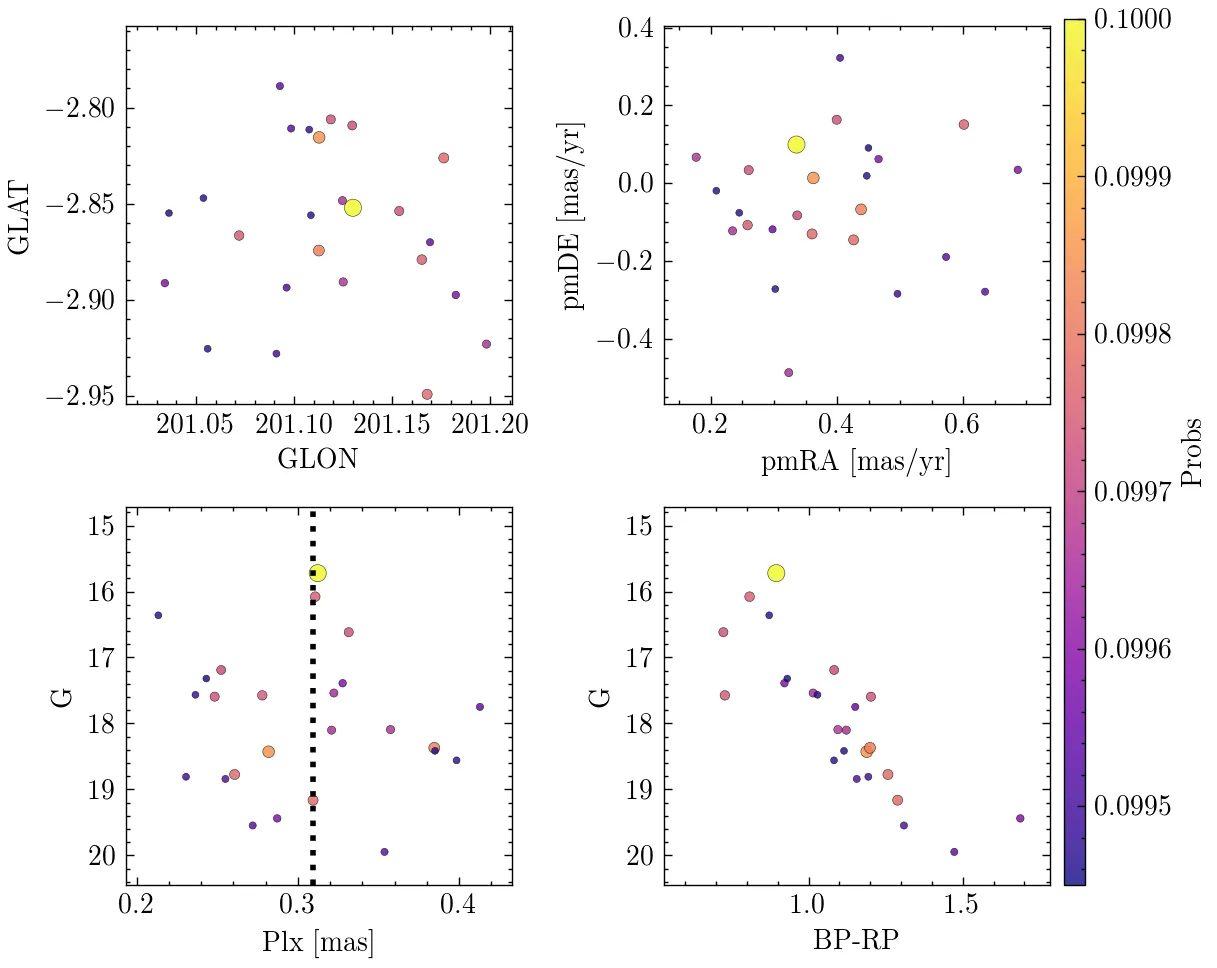 −2.80
−2.85
−2.90
−2.95
GLAT
201.05 201.10 201.15 201.20
GLON
0.4
0.2
0.0
−0.2
−0.4
pmDE [mas/yr]
0.2 0.4 0.6
pmRA [mas/yr]
15
16
17
18
19
20
G
0.2 0.3 0.4
Plx [mas]
15
16
17
18
19
20
G
1.0 1.5
BP-RP
0.1000
0.0999
0.0998
0.0997
0.0996
0.0995
Probs